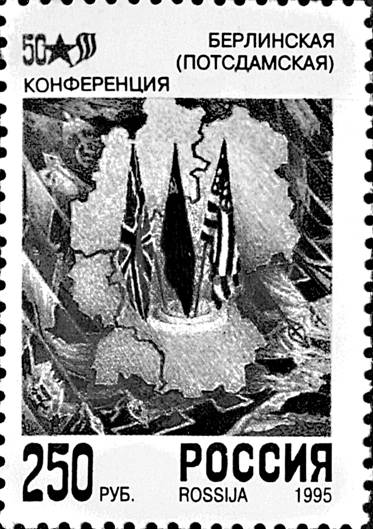 50
БЕРЛИНСКАЯ
(ПОТСДАМСКАЯ)
КОНФЕРЕНЦИЯ
250 РУБ.
РОССИЯ
ROSSIJA 1995